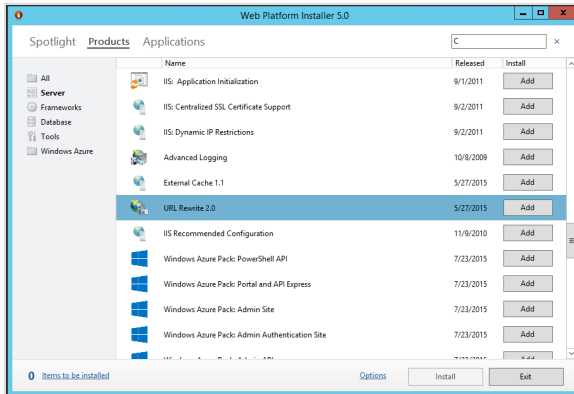 Web Platform Installer 5.0
Spotlight Products Applications
C
Name Released Install
All
Server
Frameworks
Database
Tools
Windows Azure
IIS: Application Initialization 9/1/2011 Add
IIS: Centralized SSL Certificate Support 9/2/2011 Add
IIS: Dynamic IP Restrictions 9/2/2011 Add
Advanced Logging 10/8/2009 Add
External Cache 1.1 5/27/2015 Add
URL Rewrite 2.0 5/27/2015 Add
IIS Recommended Configuration 11/9/2010 Add
Windows Azure Pack: PowerShell API 7/23/2015 Add
Windows Azure Pack: Portal and API Express 7/23/2015 Add
Windows Azure Pack: Admin Site 7/23/2015 Add
Windows Azure Pack: Admin Authentication Site 7/23/2015 Add
0 Items to be installed
Options Install Exit